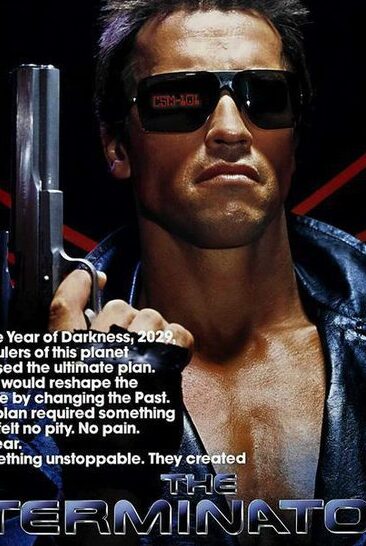 CSM-101
e Year of Darkness, 2029,
ulers of this planet
sed the ultimate plan.
would reshape the
e by changing the Past.
plan required something
felt no pity. No pain.
ear.
ething unstoppable. They created
THE
TERMINATO